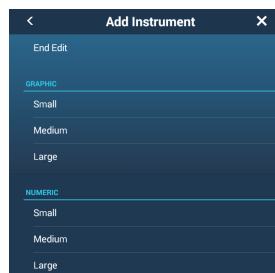 Add Instrument
End Edit
GRAPHIC
Small
Medium
Large
NUMERIC
Small
Medium
Large